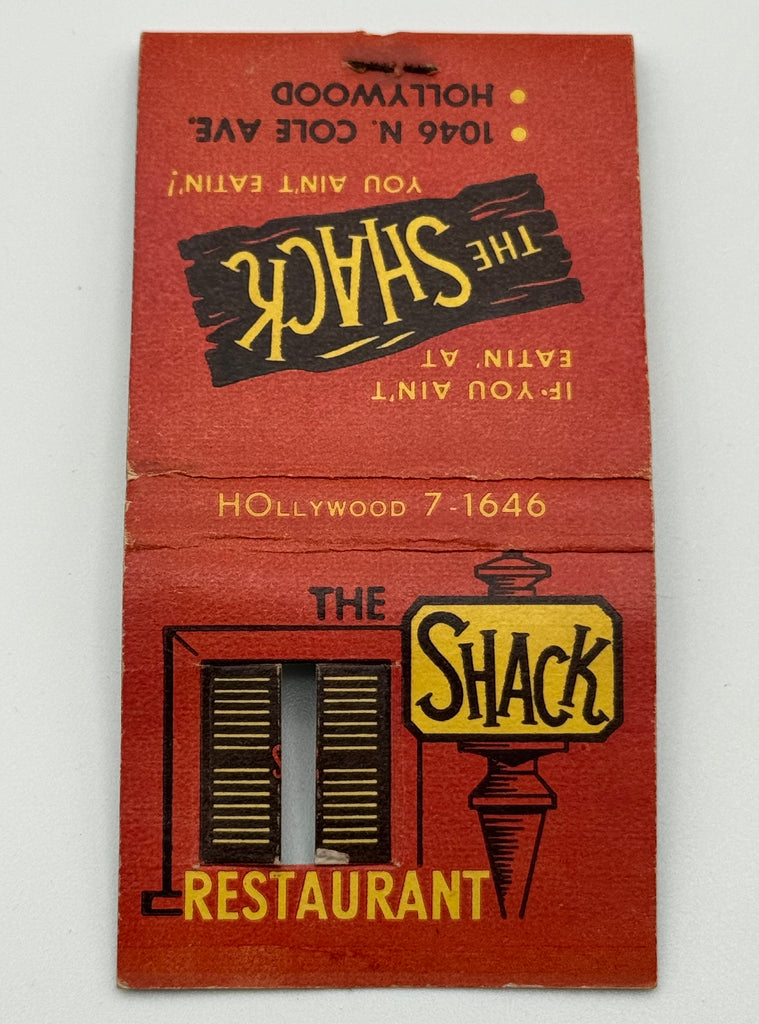 IF YOU AIN'T
EATIN' AT
THE SHACK
YOU AIN'T EATIN'!
• 1046 N. COLE AVE.
• HOLLYWOOD
HOLLYWOOD 7-1646
THE
SHACK
RESTAURANT